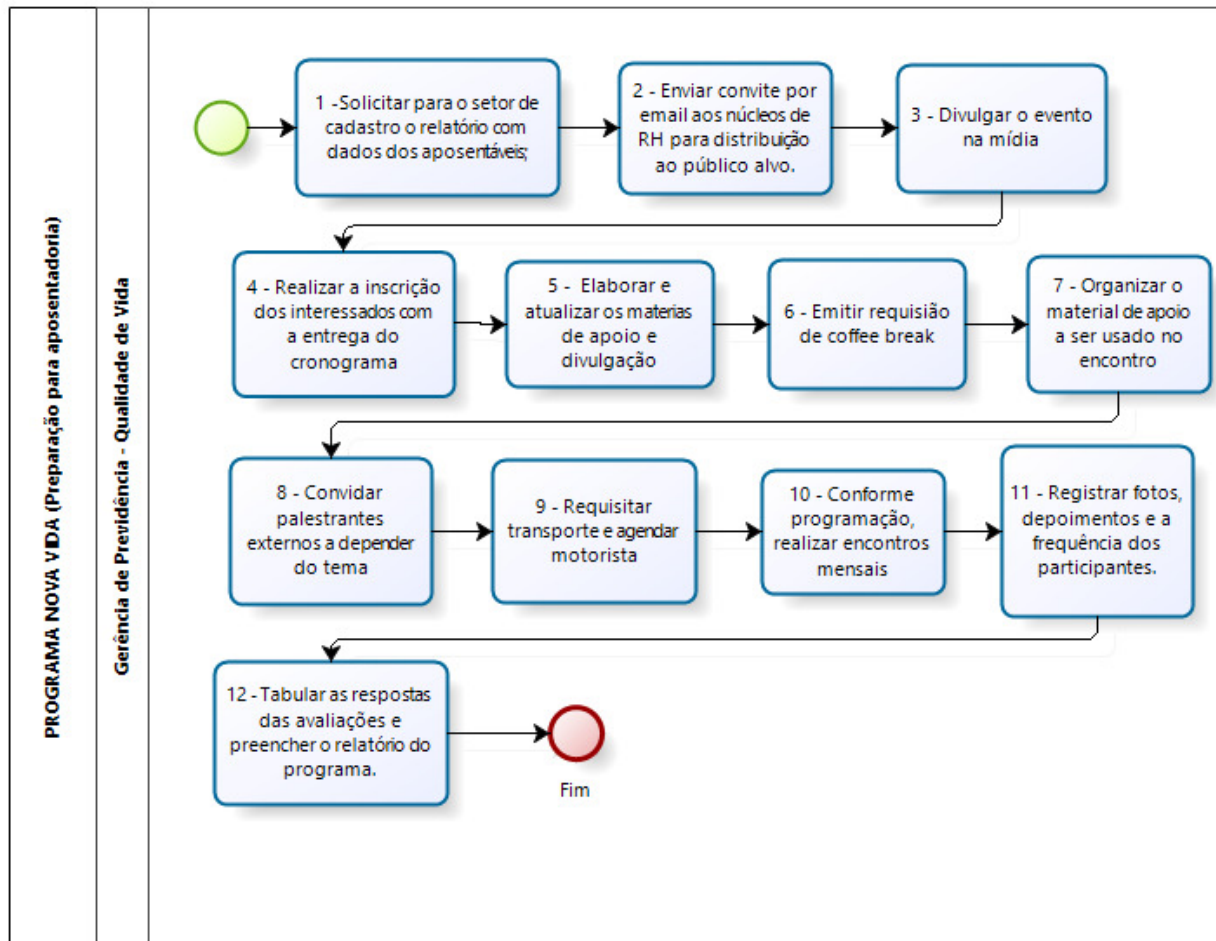 PROGRAMA NOVA VIDA (Preparação para aposentadoria)
Gerência de Previdência - Qualidade de Vida
1 -Solicitar para o setor de
cadastro o relatório com
dados dos aposentáveis;
2 - Enviar convite por
email aos núcleos de
RH para distribuição
ao público alvo.
3 - Divulgar o evento
na mídia
4 - Realizar a inscrição
dos interessados com
a entrega do
cronograma
5 - Elaborar e
atualizar os materias
de apoio e
divulgação
6 - Emitir requisião
de coffee break
7 - Organizar o
material de apoio
a ser usado no
encontro
8 - Convidar
palestrantes
externos a depender
do tema
9 - Requisitar
transporte e agendar
motorista
10 - Conforme
programação,
realizar encontros
mensais
11 - Registrar fotos,
depoimentos e a
frequência dos
participantes.
12 - Tabular as respostas
das avaliações e
preencher o relatório do
programa.
Fim